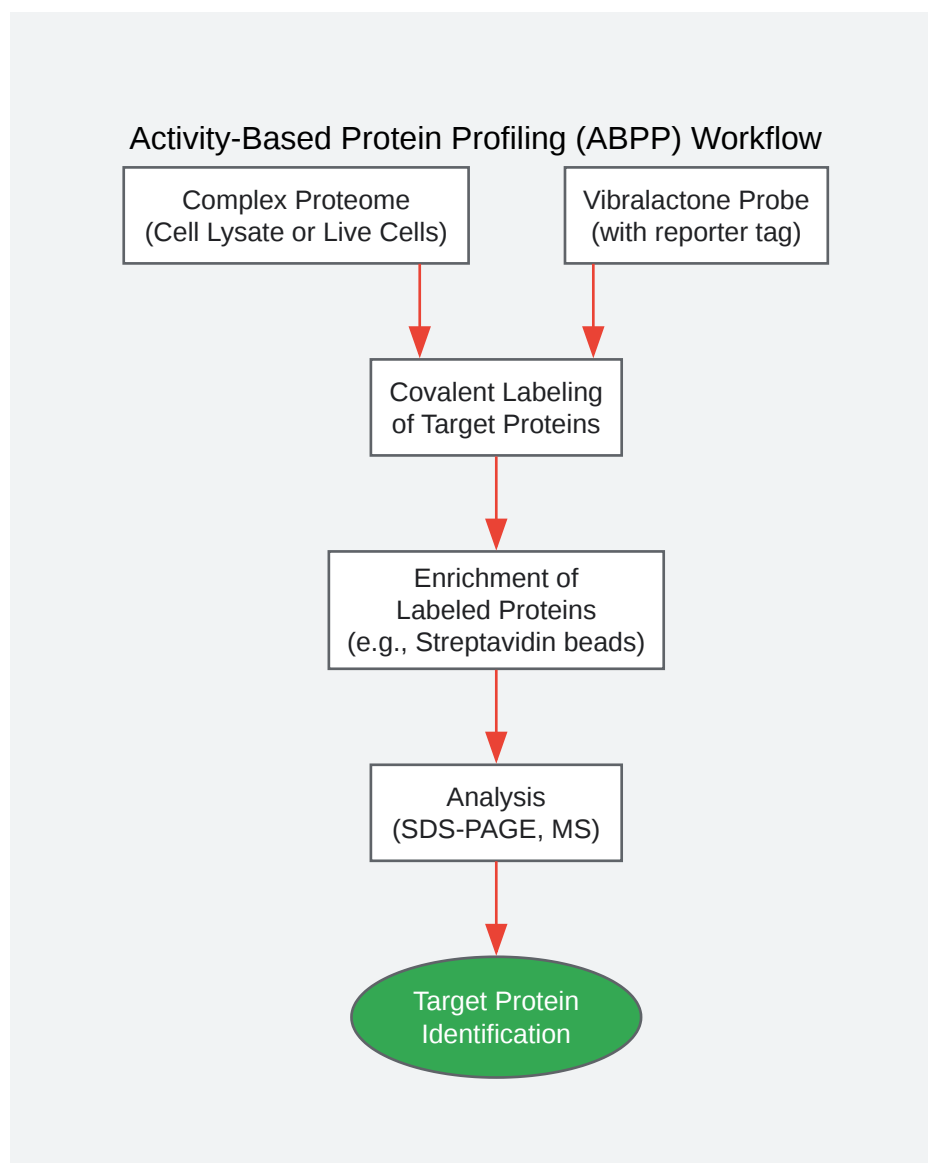 Activity-Based Protein Profiling (ABPP) Workflow
Complex Proteome
(Cell Lysate or Live Cells)
Vibralactone Probe
(with reporter tag)
Covalent Labeling
of Target Proteins
Enrichment of
Labeled Proteins
(e.g., Streptavidin beads)
Analysis
(SDS-PAGE, MS)
Target Protein
Identification